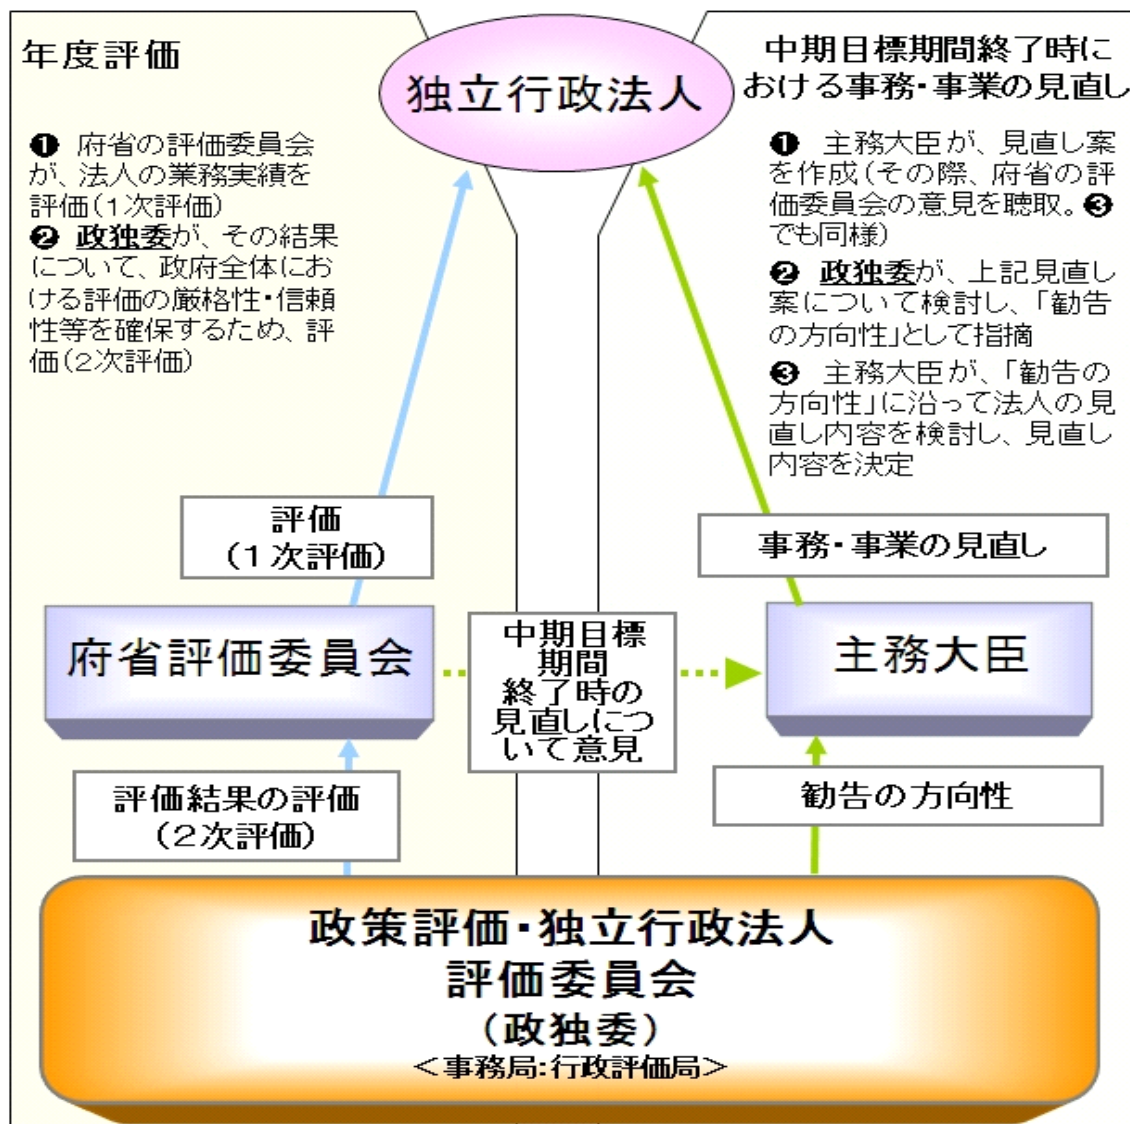 年度評価
❶ 府省の評価委員会
が、法人の業務実績を
評価(1次評価)
❷ 政独委が、その結果
について、政府全体にお
ける評価の厳格性・信頼
性等を確保するため、評
価(2次評価)
独立行政法人
中期目標期間終了時に
おける事務・事業の見直し
❶ 主務大臣が、見直し案
を作成(その際、府省の評
価委員会の意見を聴取。❸
でも同様)
❷ 政独委が、上記見直し
案について検討し、「勧告
の方向性」として指摘
❸ 主務大臣が、「勧告の
方向性」に沿って法人の見
直し内容を検討し、見直し
内容を決定
評価
(1次評価)
事務・事業の見直し
府省評価委員会
中期目標
期間
終了時の
見直しにつ
いて意見
主務大臣
評価結果の評価
(2次評価)
勧告の方向性
政策評価・独立行政法人
評価委員会
(政独委)
<事務局:行政評価局>